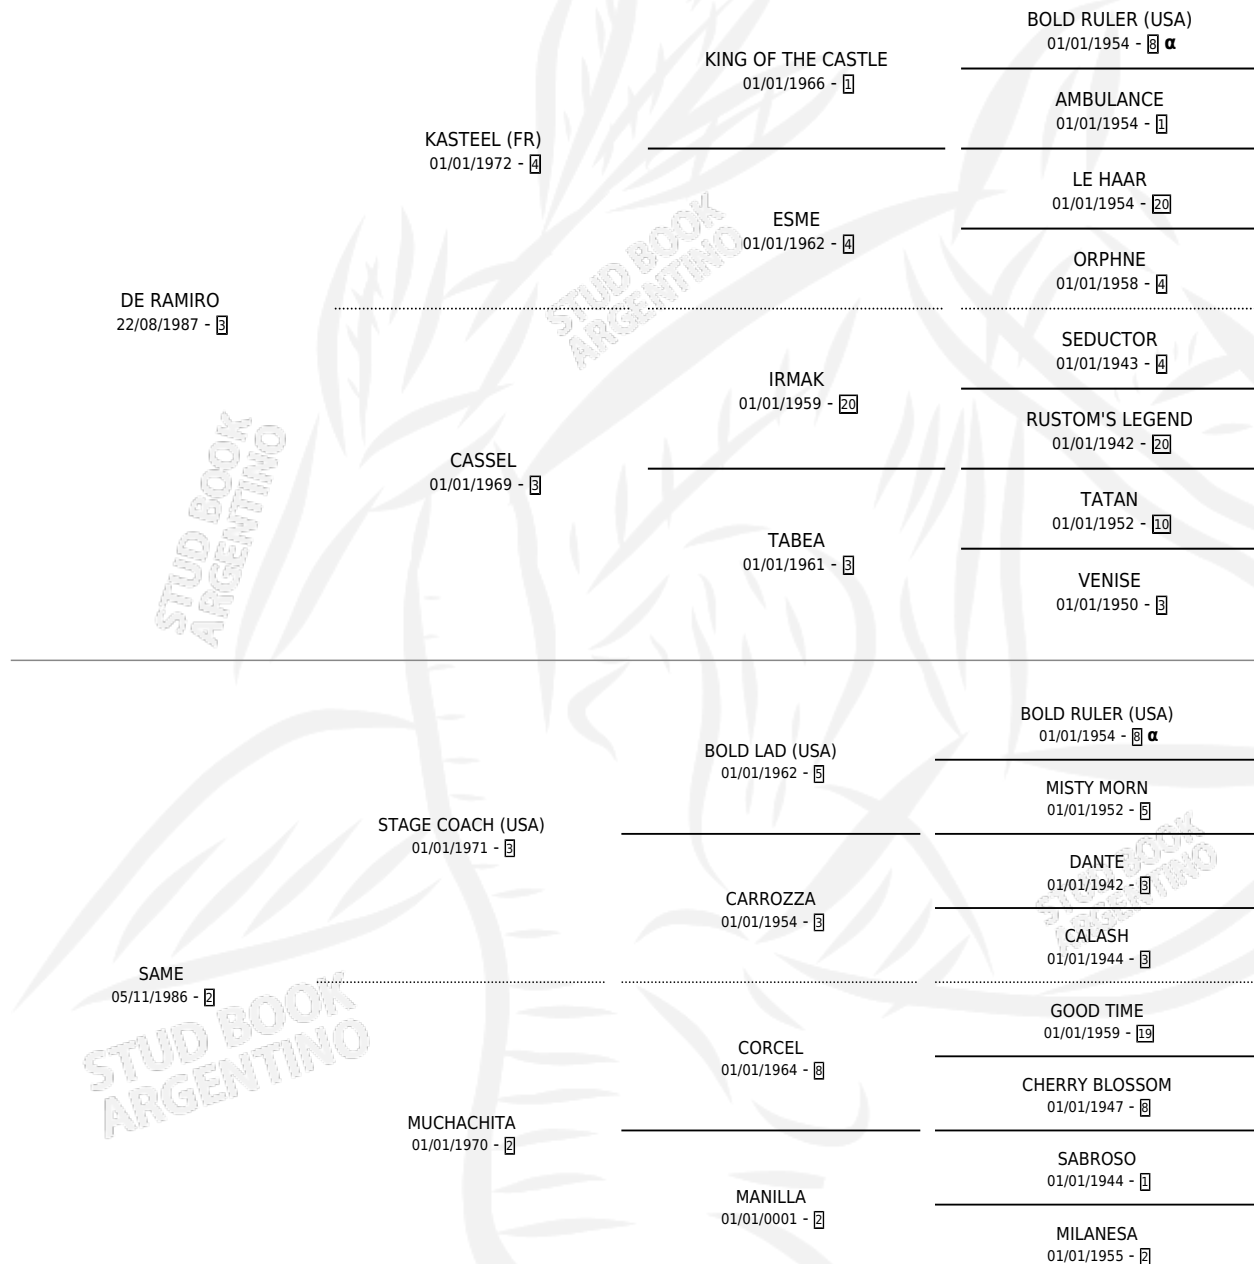 BOLD RULER (USA)
01/01/1954 - 8 α
KING OF THE CASTLE
01/01/1966 - 1
AMBULANCE
01/01/1954 - 1
KASTEEL (FR)
01/01/1972 - 4
LE HAAR
01/01/1954 - 20
ESME
01/01/1962 - 4
ORPHNE
01/01/1958 - 4
DE RAMIRO
22/08/1987 - 3
SEDUCTOR
01/01/1943 - 4
IRMAK
01/01/1959 - 20
RUSTOM'S LEGEND
01/01/1942 - 20
CASSEL
01/01/1969 - 3
TATAN
01/01/1952 - 10
TABEA
01/01/1961 - 3
VENISE
01/01/1950 - 3
STUD BOOK
ARGENTINO
STUD BOOK
ARGENTINO
BOLD RULER (USA)
01/01/1954 - 8 α
BOLD LAD (USA)
01/01/1962 - 5
MISTY MORN
01/01/1952 - 5
STAGE COACH (USA)
01/01/1971 - 3
DANTE
01/01/1942 - 3
CARROZZA
01/01/1954 - 3
CALASH
01/01/1944 - 3
SAME
05/11/1986 - 2
GOOD TIME
01/01/1959 - 19
CORCEL
01/01/1964 - 8
CHERRY BLOSSOM
01/01/1947 - 8
MUCHACHITA
01/01/1970 - 2
SABROSO
01/01/1944 - 1
MANILLA
01/01/0001 - 2
MILANESA
01/01/1955 - 2
STUD BOOK
ARGENTINO
STUD BOOK
ARGENTINO